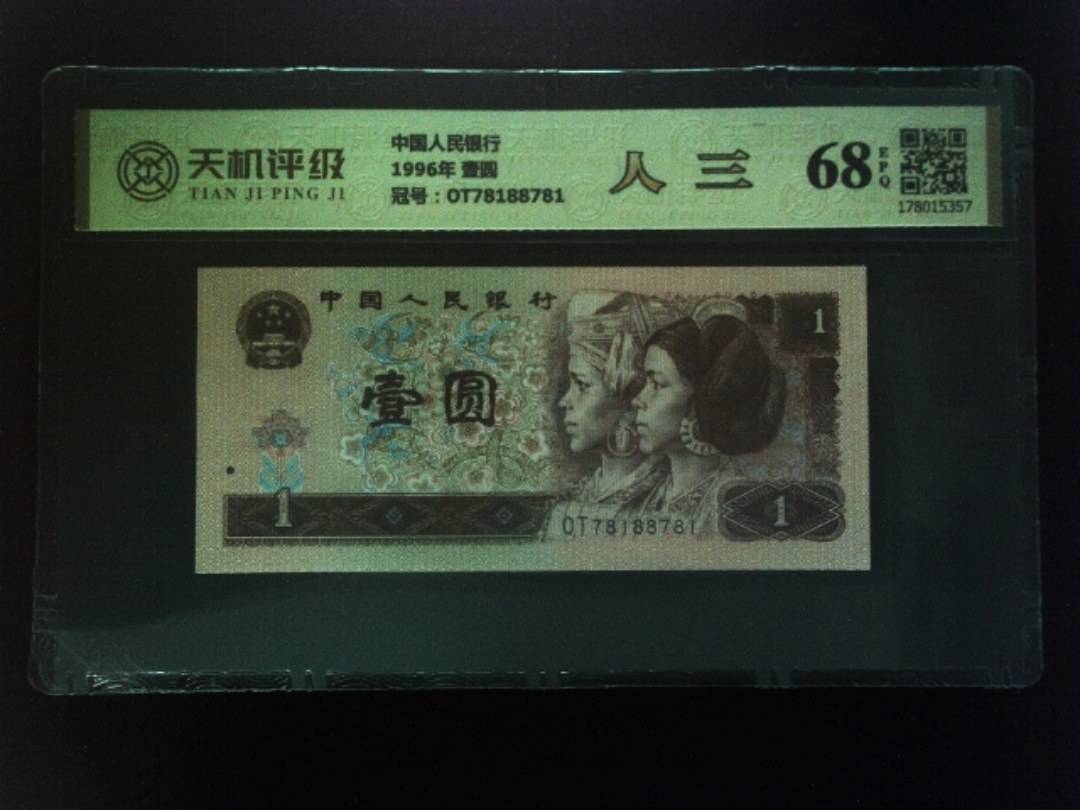 天机评级
TIAN JI PING JI
中国人民银行
1996年 壹圆
冠号：OT78188781
人三
68
EPQ
178015357
中国人民银行
1
壹圆
1
OT78188781
1